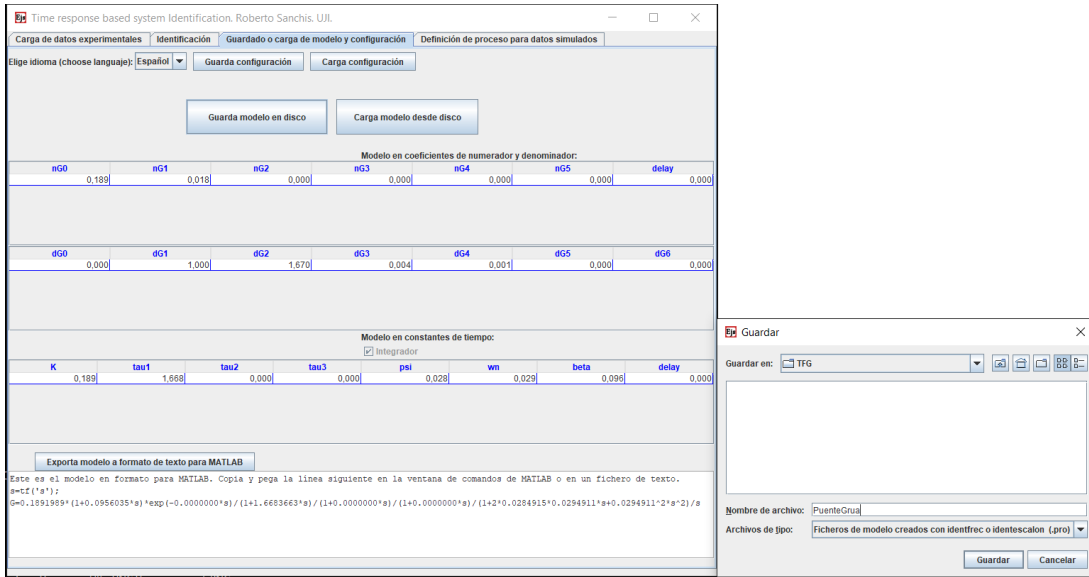 Time response based system Identification. Roberto Sanchis. UJI.
Carga de datos experimentales Identificación Guardado o carga de modelo y configuración Definición de proceso para datos simulados
Elige idioma (choose languaje): Español Guarda configuración Carga configuración
Guarda modelo en disco Carga modelo desde disco
Modelo en coeficientes de numerador y denominador:
nG0 nG1 nG2 nG3 nG4 nG5 delay
0,189 0,018 0,000 0,000 0,000 0,000 0,000
dG0 dG1 dG2 dG3 dG4 dG5 dG6
0,000 1,000 1,670 0,004 0,001 0,000 0,000
Modelo en constantes de tiempo:
Integrador
K tau1 tau2 tau3 psi wn beta delay
0,189 1,668 0,000 0,000 0,028 0,029 0,096 0,000
Exporta modelo a formato de texto para MATLAB
Este es el modelo en formato para MATLAB. Copia y pega la línea siguiente en la ventana de comandos de MATLAB o en un fichero de texto.
s=tf('s');
G=0.1891989*(1+0.0956035*s)*exp(-0.0000000*s)/(1+1.6683663*s)/(1+0.0000000*s)/(1+0.0000000*s)/(1+2*0.0284915*0.0294911*s+0.0294911^2*s^2)/s
Eje Guardar
Guardar en: TFG
Nombre de archivo: PuenteGrua
Archivos de tipo: Ficheros de modelo creados con identfrec o identescalon (.pro)
Guardar Cancelar